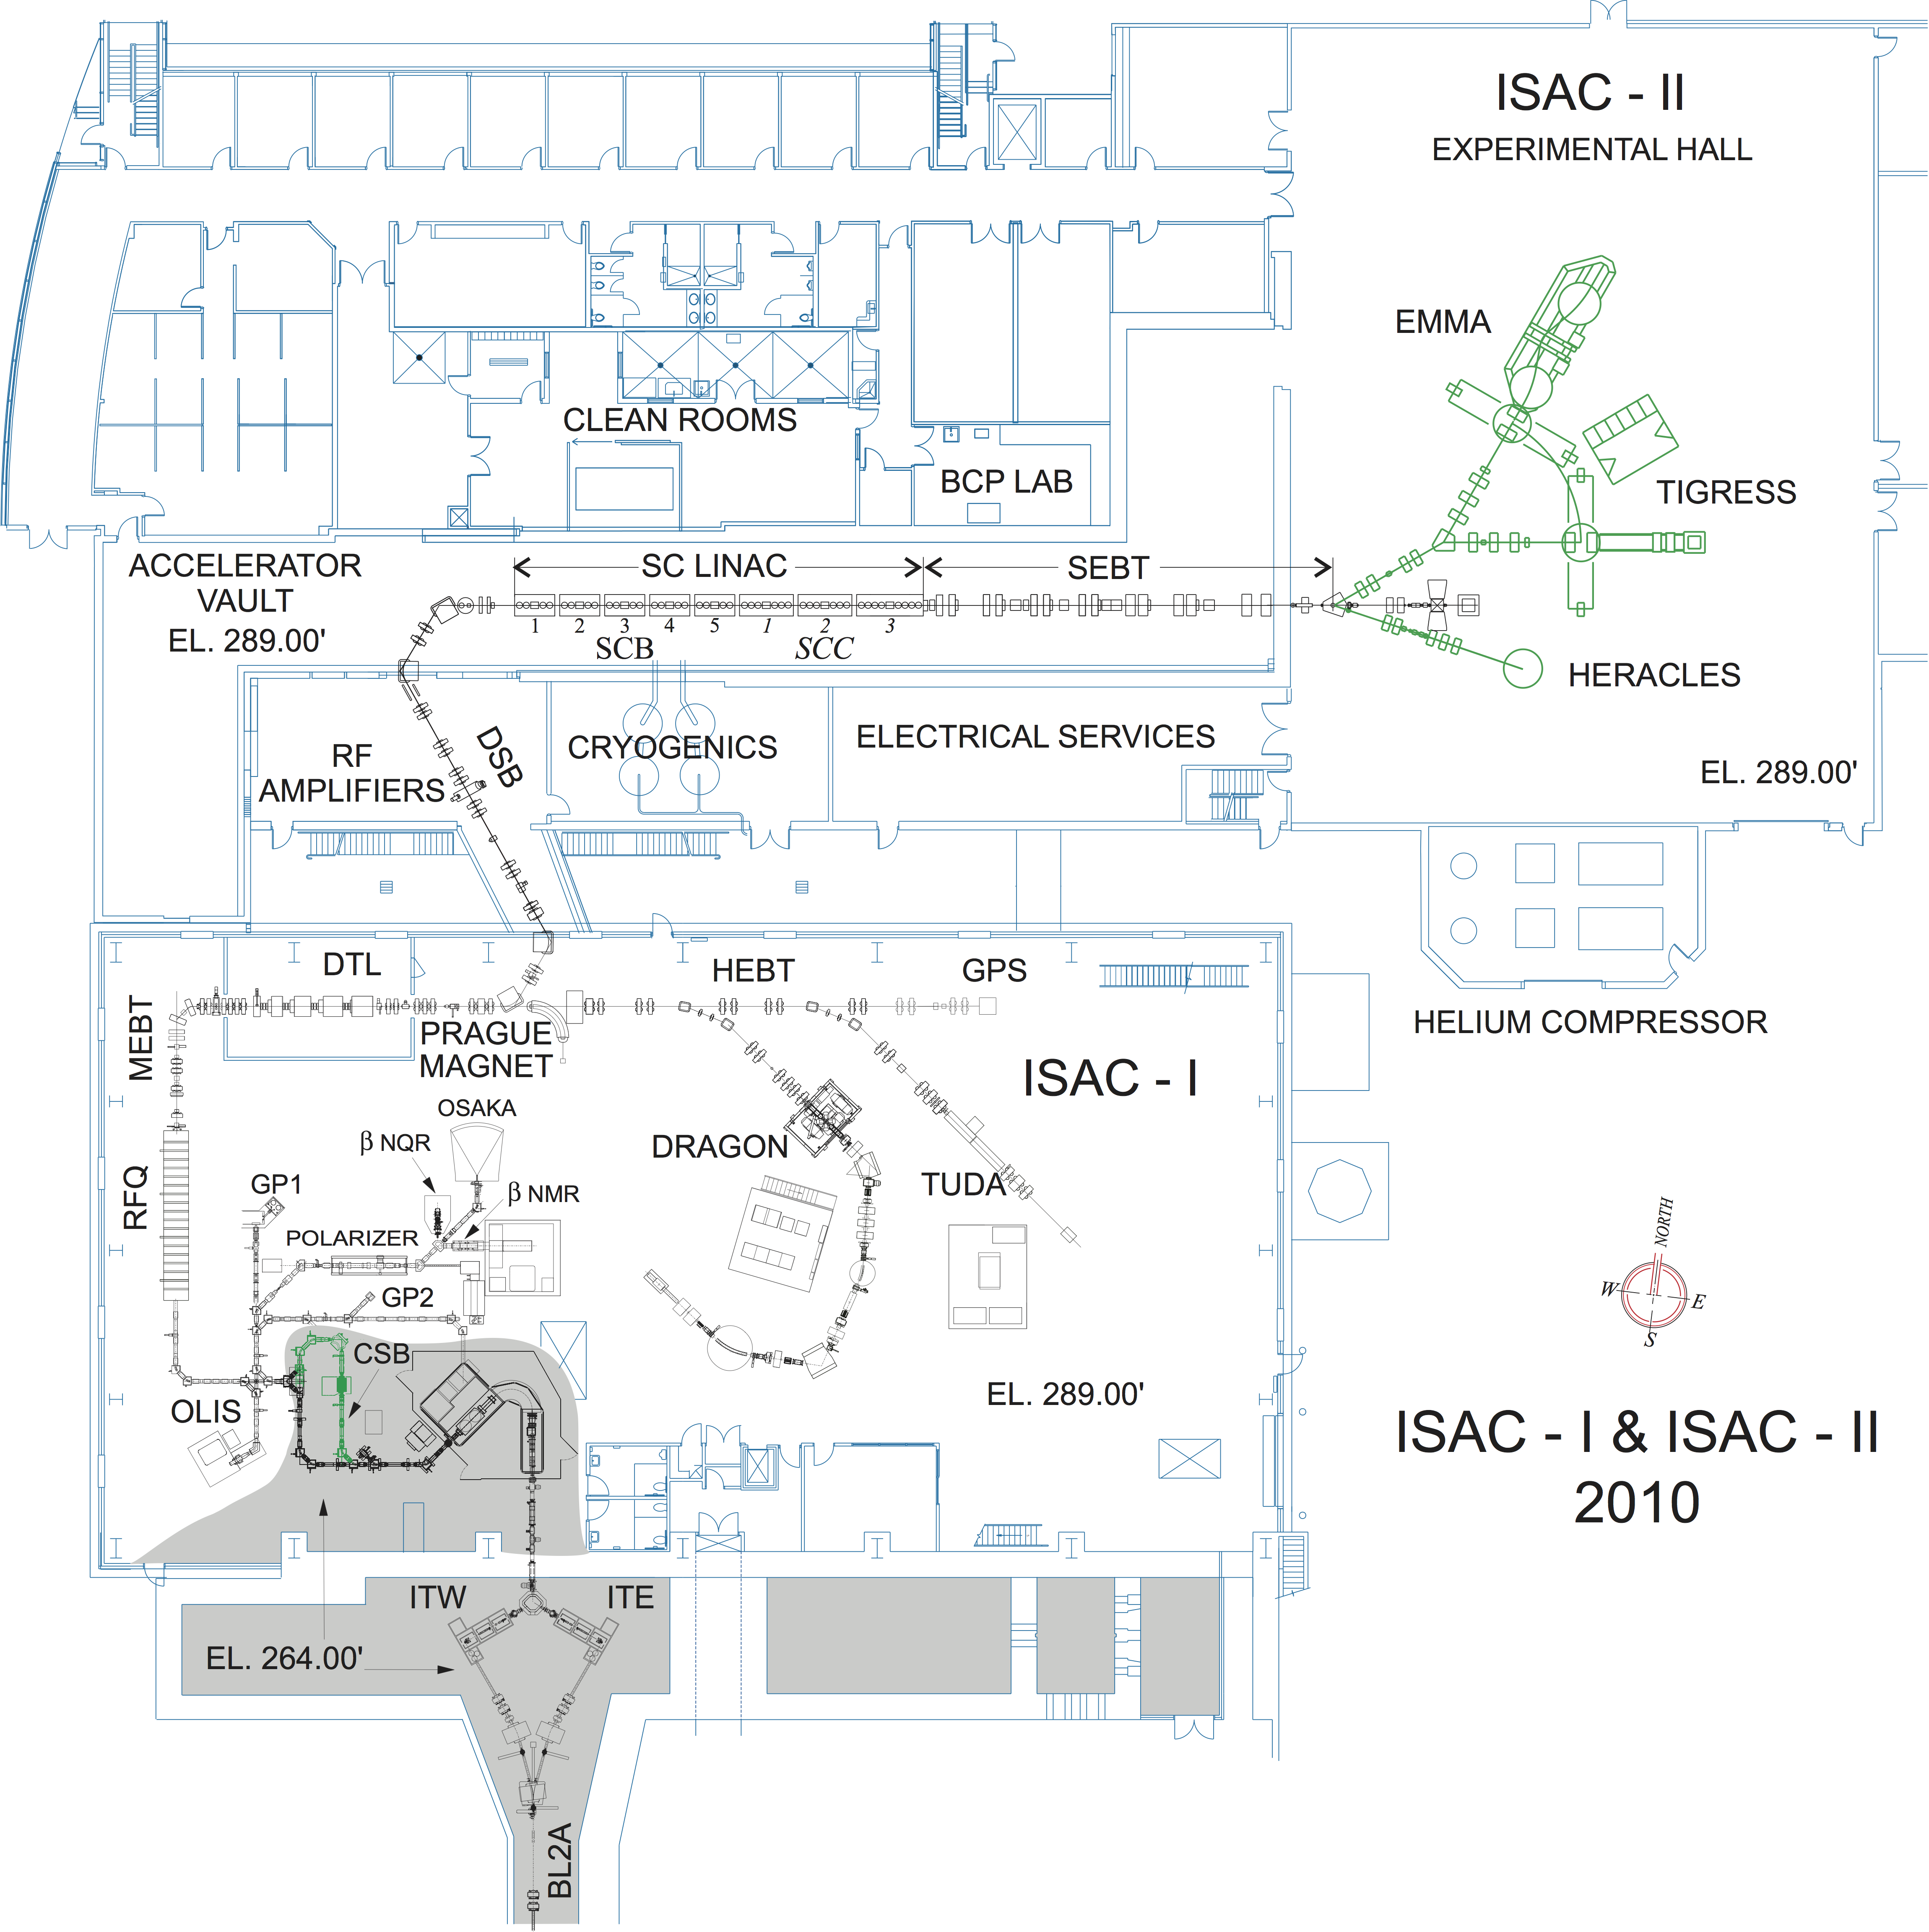 ISAC - II
EXPERIMENTAL HALL
EMMA
TIGRESS
HERACLES
EL. 289.00'
CLEAN ROOMS
BCP LAB
ACCELERATOR
VAULT
EL. 289.00'
SC LINAC
SEBT
1 2 3 4 5 1 2 3
SCB
SCC
DSB
RF
AMPLIFIERS
CRYOGENICS
ELECTRICAL SERVICES
HELIUM COMPRESSOR
DTL
HEBT
GPS
MEBT
PRAGUE
MAGNET
ISAC - I
OSAKA
β NQR
β NMR
DRAGON
TUDA
RFQ
GP1
POLARIZER
GP2
CSB
OLIS
EL. 289.00'
NORTH
W
E
S
ISAC - I & ISAC - II
2010
ITW
ITE
EL. 264.00'
BL2A